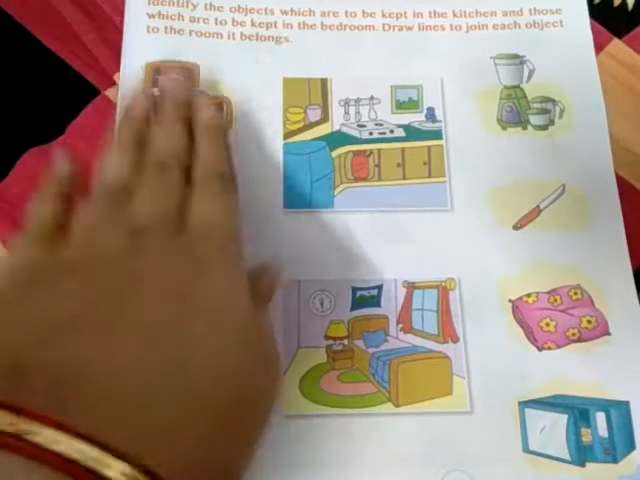 Identify the objects which are to be kept in the kitchen and those
which are to be kept in the bedroom. Draw lines to join each object
to the room it belongs.